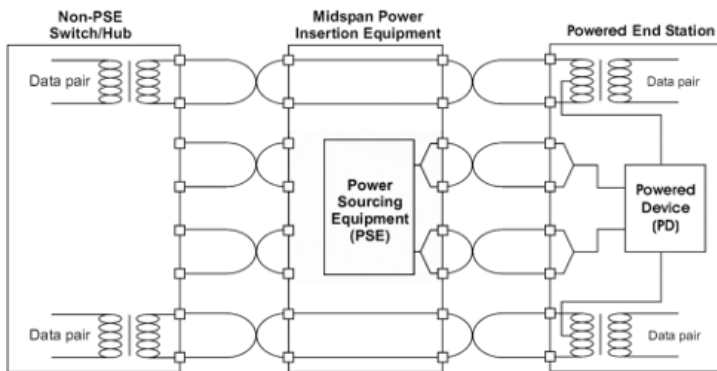 Non-PSE
Switch/Hub
Midspan Power
Insertion Equipment
Powered End Station
Data pair
Data pair
Power
Sourcing
Equipment
(PSE)
Powered
Device
(PD)
Data pair
Data pair